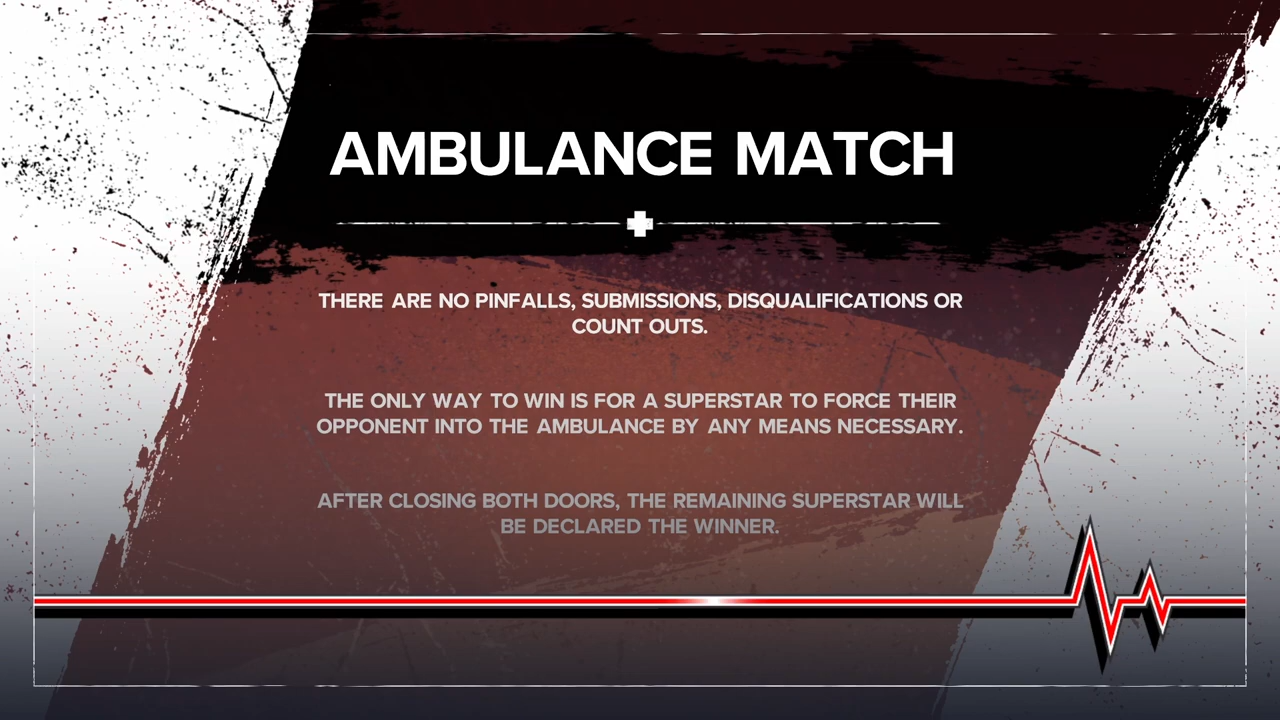 AMBULANCE MATCH
THERE ARE NO PINFALLS, SUBMISSIONS, DISQUALIFICATIONS OR
COUNT OUTS.
THE ONLY WAY TO WIN IS FOR A SUPERSTAR TO FORCE THEIR
OPPONENT INTO THE AMBULANCE BY ANY MEANS NECESSARY.
AFTER CLOSING BOTH DOORS, THE REMAINING SUPERSTAR WILL
BE DECLARED THE WINNER.